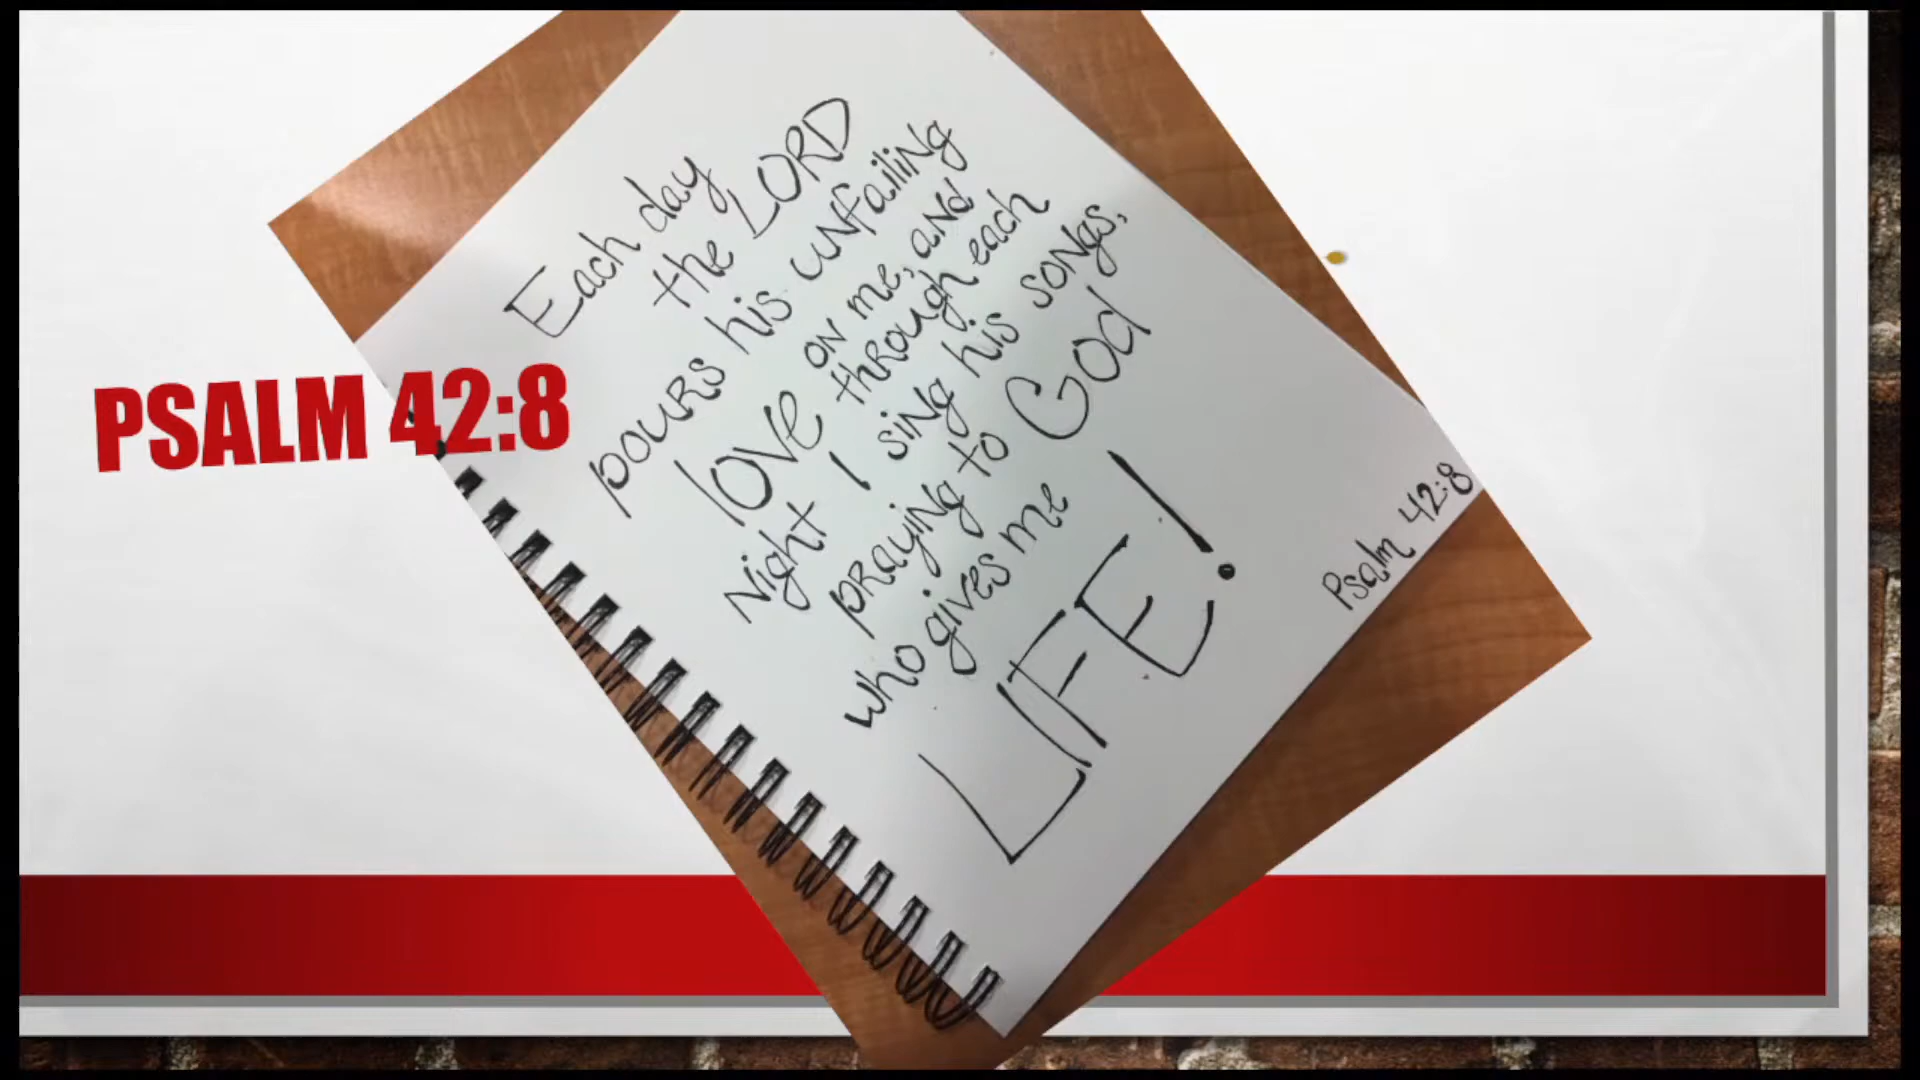 PSALM 42:8
Each day
the LORD
pours his unfailing
love on me, and
through each
Night I sing his songs,
praying to God
who gives me
LIFE!
Psalm 42:8